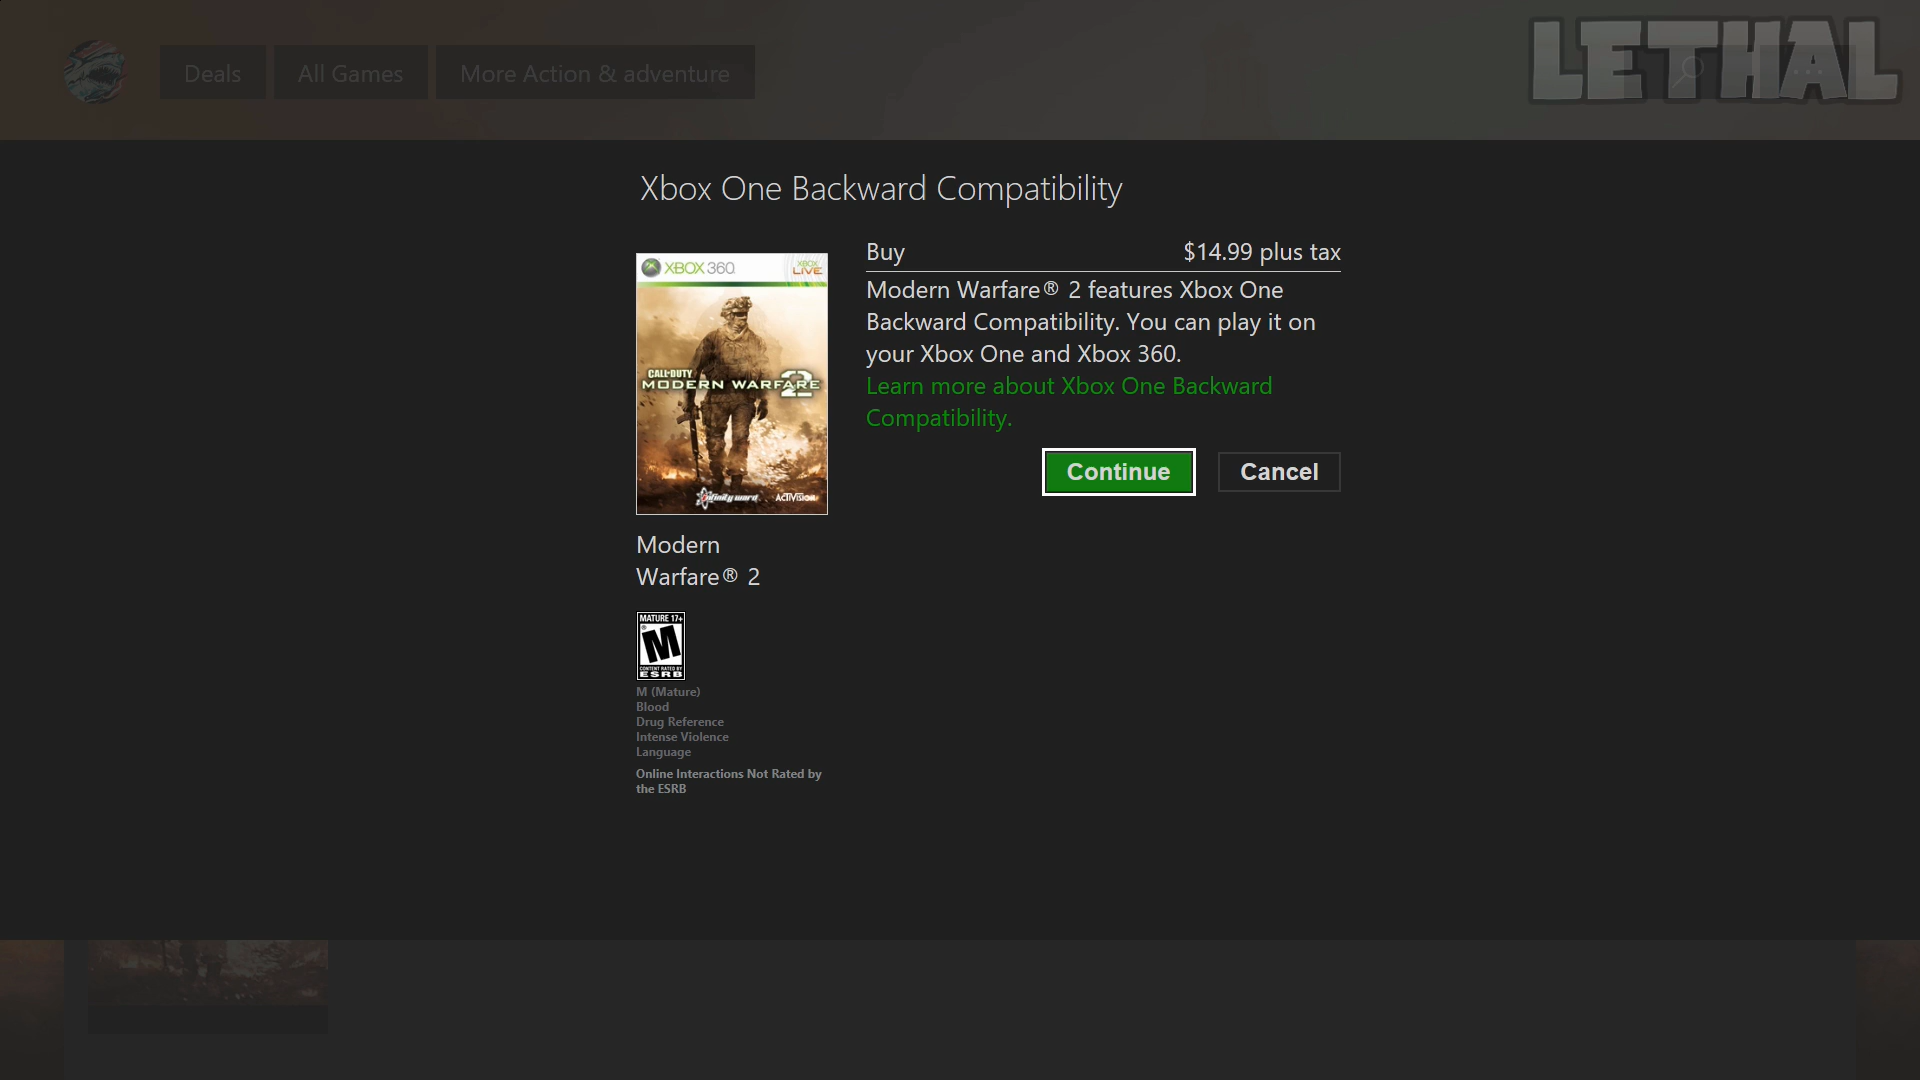 Deals
All Games
More Action & adventure
LETHAL
Xbox One Backward Compatibility
XBOX 360
XBOX
LIVE
CALL OF DUTY
MODERN WARFARE 2
infinity ward
ACTIVISION
Buy
$14.99 plus tax
Modern Warfare® 2 features Xbox One
Backward Compatibility. You can play it on
your Xbox One and Xbox 360.
Learn more about Xbox One Backward
Compatibility.
Continue
Cancel
Modern
Warfare® 2
MATURE 17+
M
CONTENT RATED BY
ESRB
M (Mature)
Blood
Drug Reference
Intense Violence
Language
Online Interactions Not Rated by
the ESRB